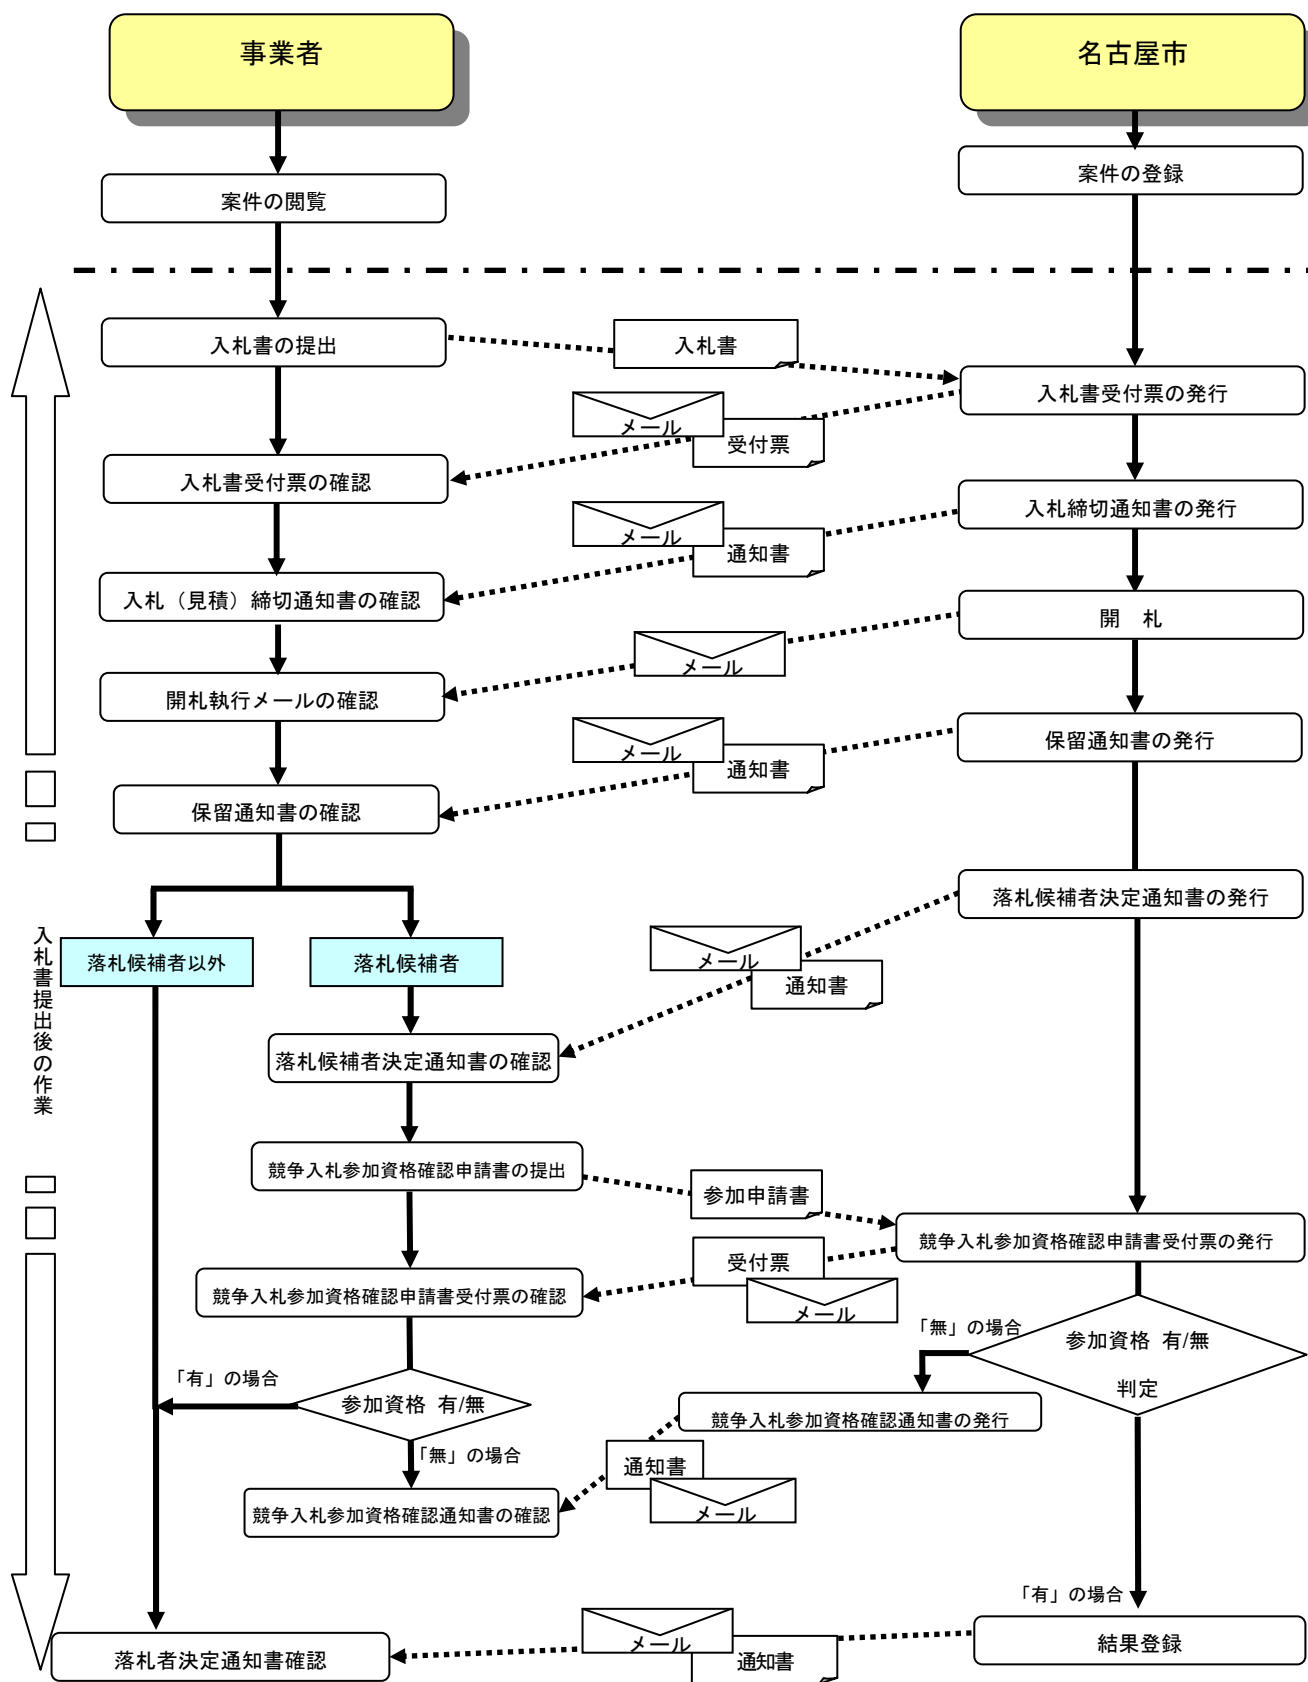 事業者
名古屋市
案件の登録
案件の閲覧
入札書の提出
入札書
入札書受付票の発行
メール
受付票
入札書受付票の確認
入札締切通知書の発行
メール
通知書
入札（見積）締切通知書の確認
開　札
メール
開札執行メールの確認
保留通知書の発行
メール
通知書
保留通知書の確認
落札候補者決定通知書の発行
入札書提出後の作業
落札候補者以外
落札候補者
メール
通知書
落札候補者決定通知書の確認
競争入札参加資格確認申請書の提出
参加申請書
競争入札参加資格確認申請書受付票の発行
受付票
メール
競争入札参加資格確認申請書受付票の確認
「無」の場合
参加資格 有/無
判定
「有」の場合
参加資格 有/無
競争入札参加資格確認通知書の発行
「無」の場合
通知書
メール
競争入札参加資格確認通知書の確認
「有」の場合
メール
通知書
結果登録
落札者決定通知書確認